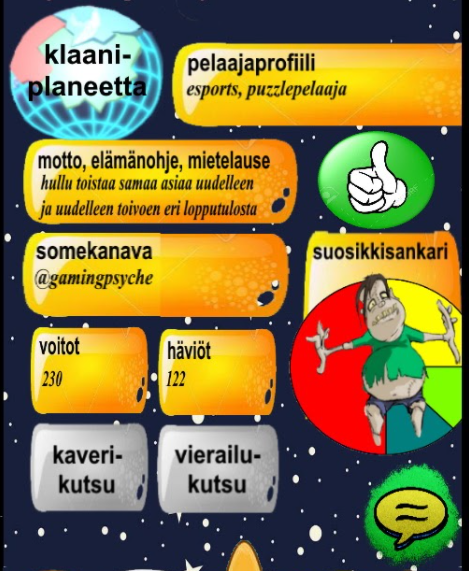 klaani-
planeetta
pelaajaprofiili
esports, puzzlepelaaja
motto, elämänohje, mietelause
hullu toistaa samaa asiaa uudelleen
ja uudelleen toivoen eri lopputulosta
somekanava
@gamingpsyche
suosikkisankari
voitot
230
häviöt
122
kaveri-
kutsu
vierailu-
kutsu